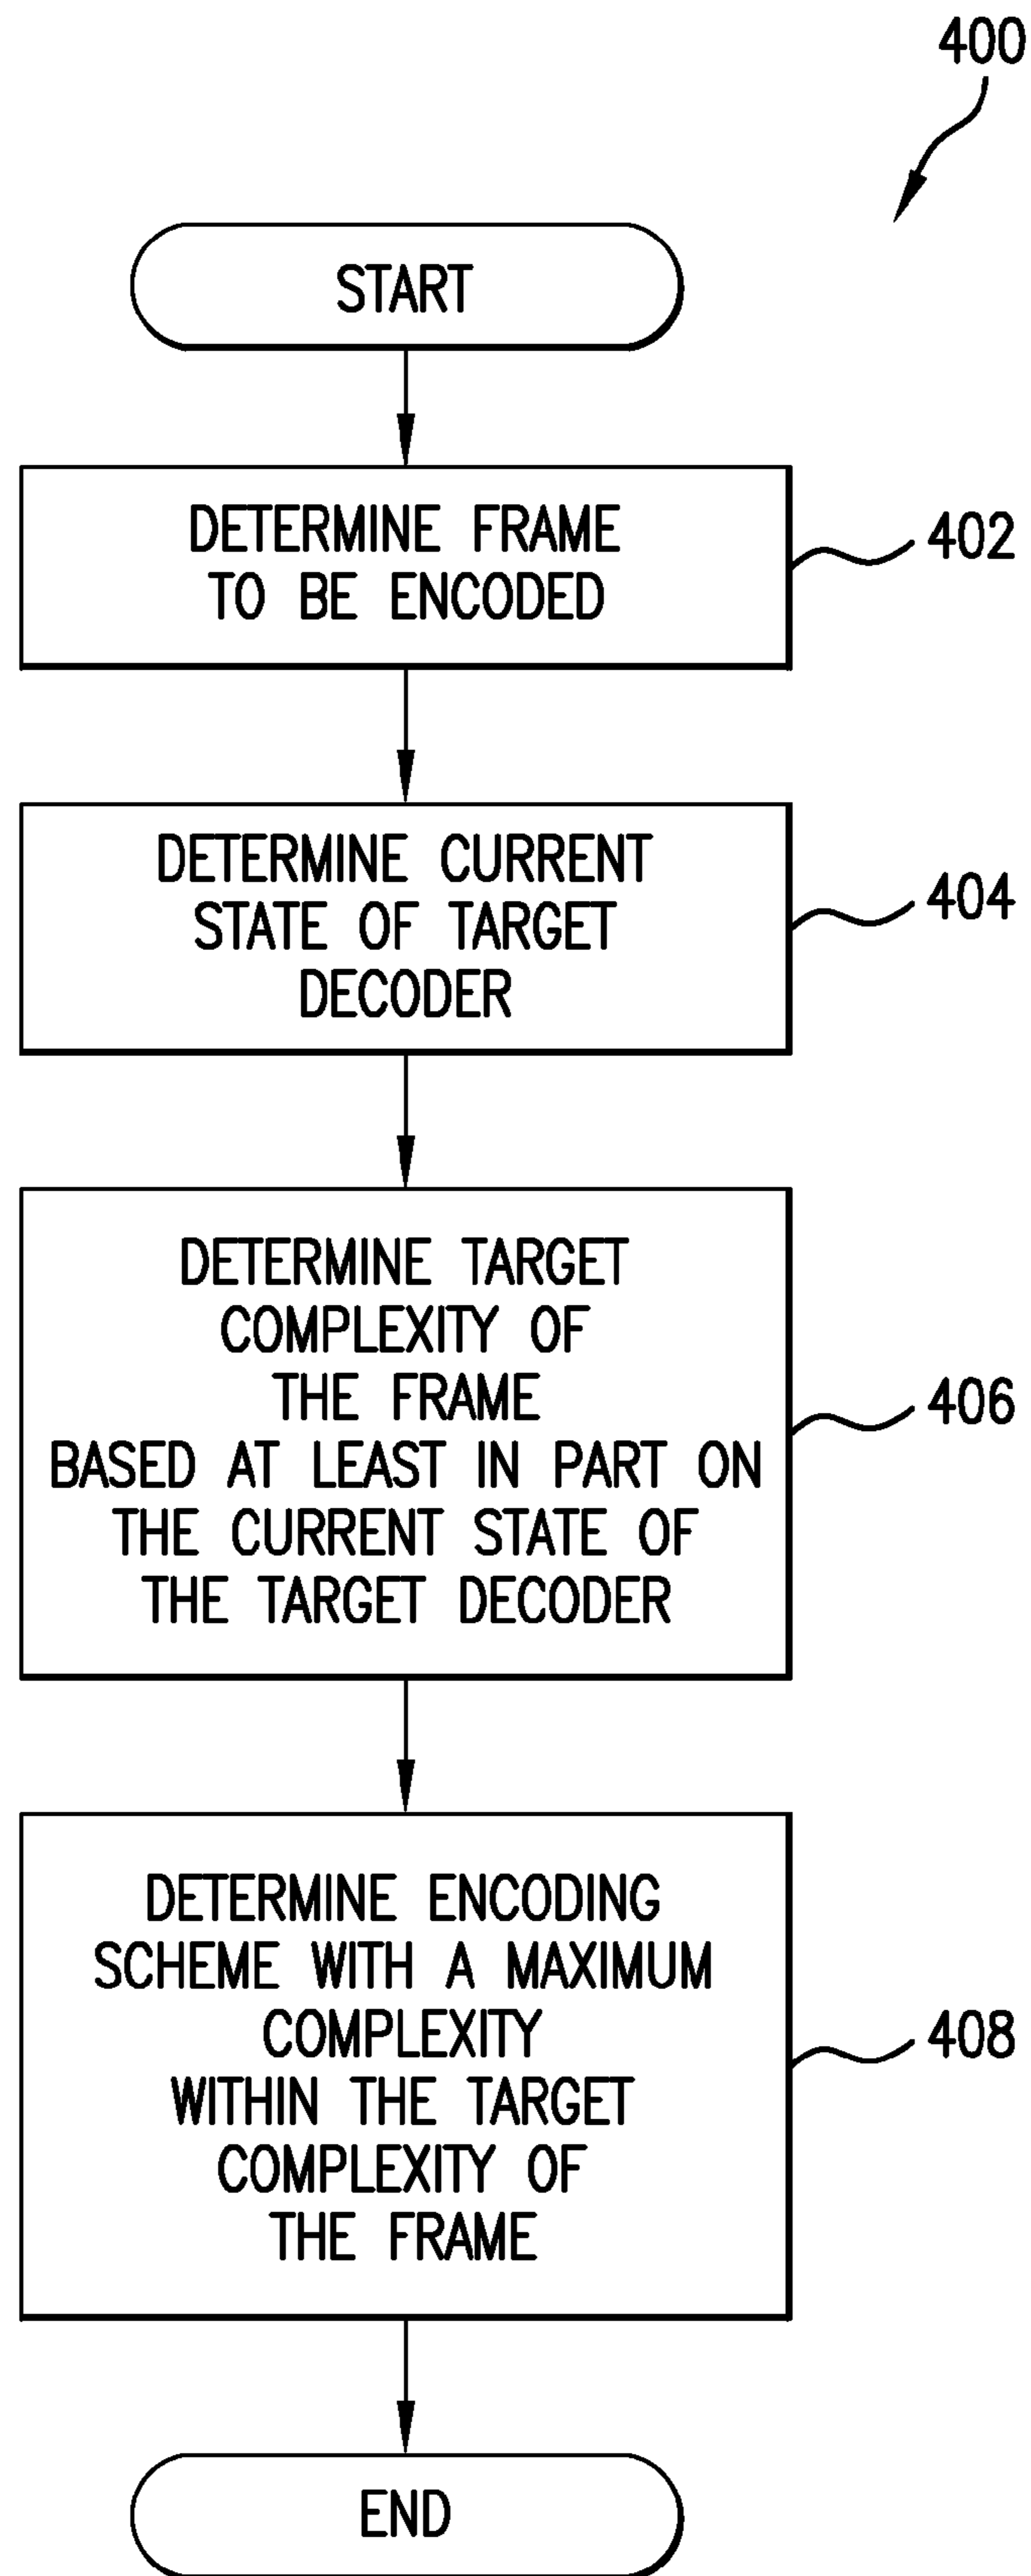 400
START
DETERMINE FRAME
TO BE ENCODED
402
DETERMINE CURRENT
STATE OF TARGET
DECODER
404
DETERMINE TARGET
COMPLEXITY OF
THE FRAME
BASED AT LEAST IN PART ON
THE CURRENT STATE OF
THE TARGET DECODER
406
DETERMINE ENCODING
SCHEME WITH A MAXIMUM
COMPLEXITY
WITHIN THE TARGET
COMPLEXITY OF
THE FRAME
408
END